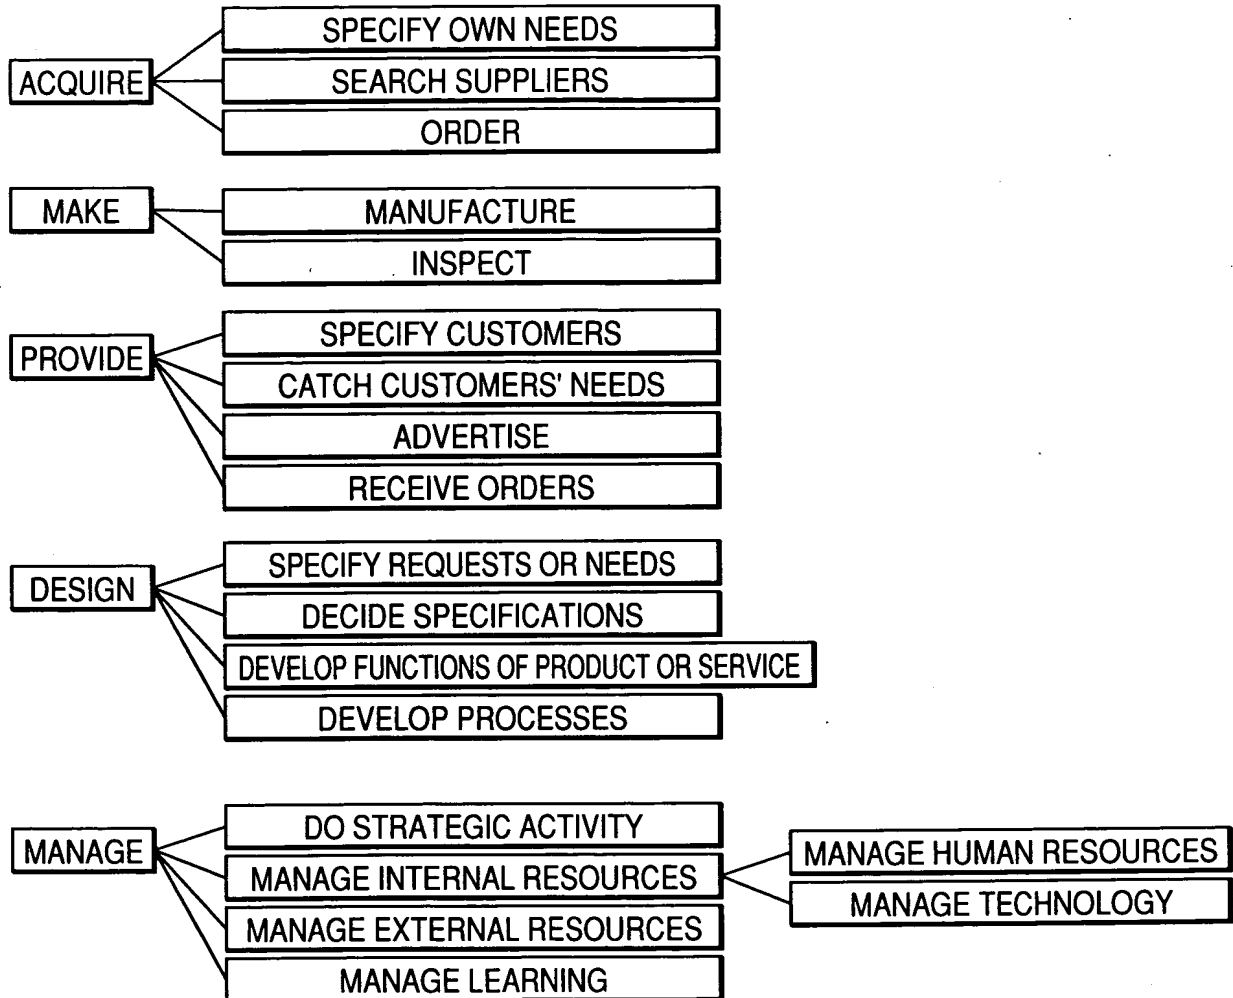 ACQUIRE
SPECIFY OWN NEEDS
SEARCH SUPPLIERS
ORDER
MAKE
MANUFACTURE
INSPECT
PROVIDE
SPECIFY CUSTOMERS
CATCH CUSTOMERS' NEEDS
ADVERTISE
RECEIVE ORDERS
DESIGN
SPECIFY REQUESTS OR NEEDS
DECIDE SPECIFICATIONS
DEVELOP FUNCTIONS OF PRODUCT OR SERVICE
DEVELOP PROCESSES
MANAGE
DO STRATEGIC ACTIVITY
MANAGE INTERNAL RESOURCES
MANAGE HUMAN RESOURCES
MANAGE TECHNOLOGY
MANAGE EXTERNAL RESOURCES
MANAGE LEARNING